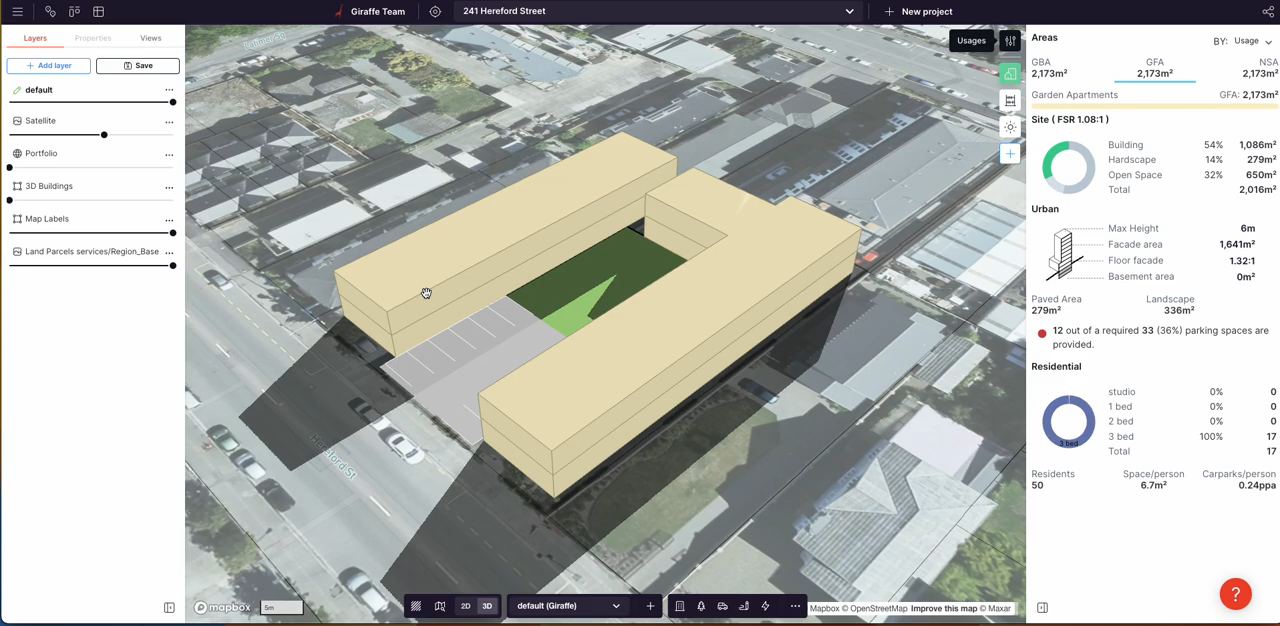 Giraffe Team
241 Hereford Street
New project
Layers
Properties
Views
Add layer
Save
default
Satellite
Portfolio
3D Buildings
Map Labels
Land Parcels services/Region_Base
Latimer Sq
Usages
Hereford St
mapbox
5m
2D
3D
default (Giraffe)
Mapbox © OpenStreetMap Improve this map © Maxar
Areas
BY: Usage
GBA GFA NSA
2,173m² 2,173m² 2,173m²
Garden Apartments GFA: 2,173m²
Site ( FSR 1.08:1 )
Building 54% 1,086m²
Hardscape 14% 279m²
Open Space 32% 650m²
Total 2,016m²
Urban
Max Height 6m
Facade area 1,641m²
Floor facade 1.32:1
Basement area 0m²
Paved Area Landscape
279m² 336m²
12 out of a required 33 (36%) parking spaces are
provided.
Residential
studio 0% 0
1 bed 0% 0
2 bed 0% 0
3 bed 100% 17
Total 17
3 bed
Residents Space/person Carparks/person
50 6.7m² 0.24ppa
?